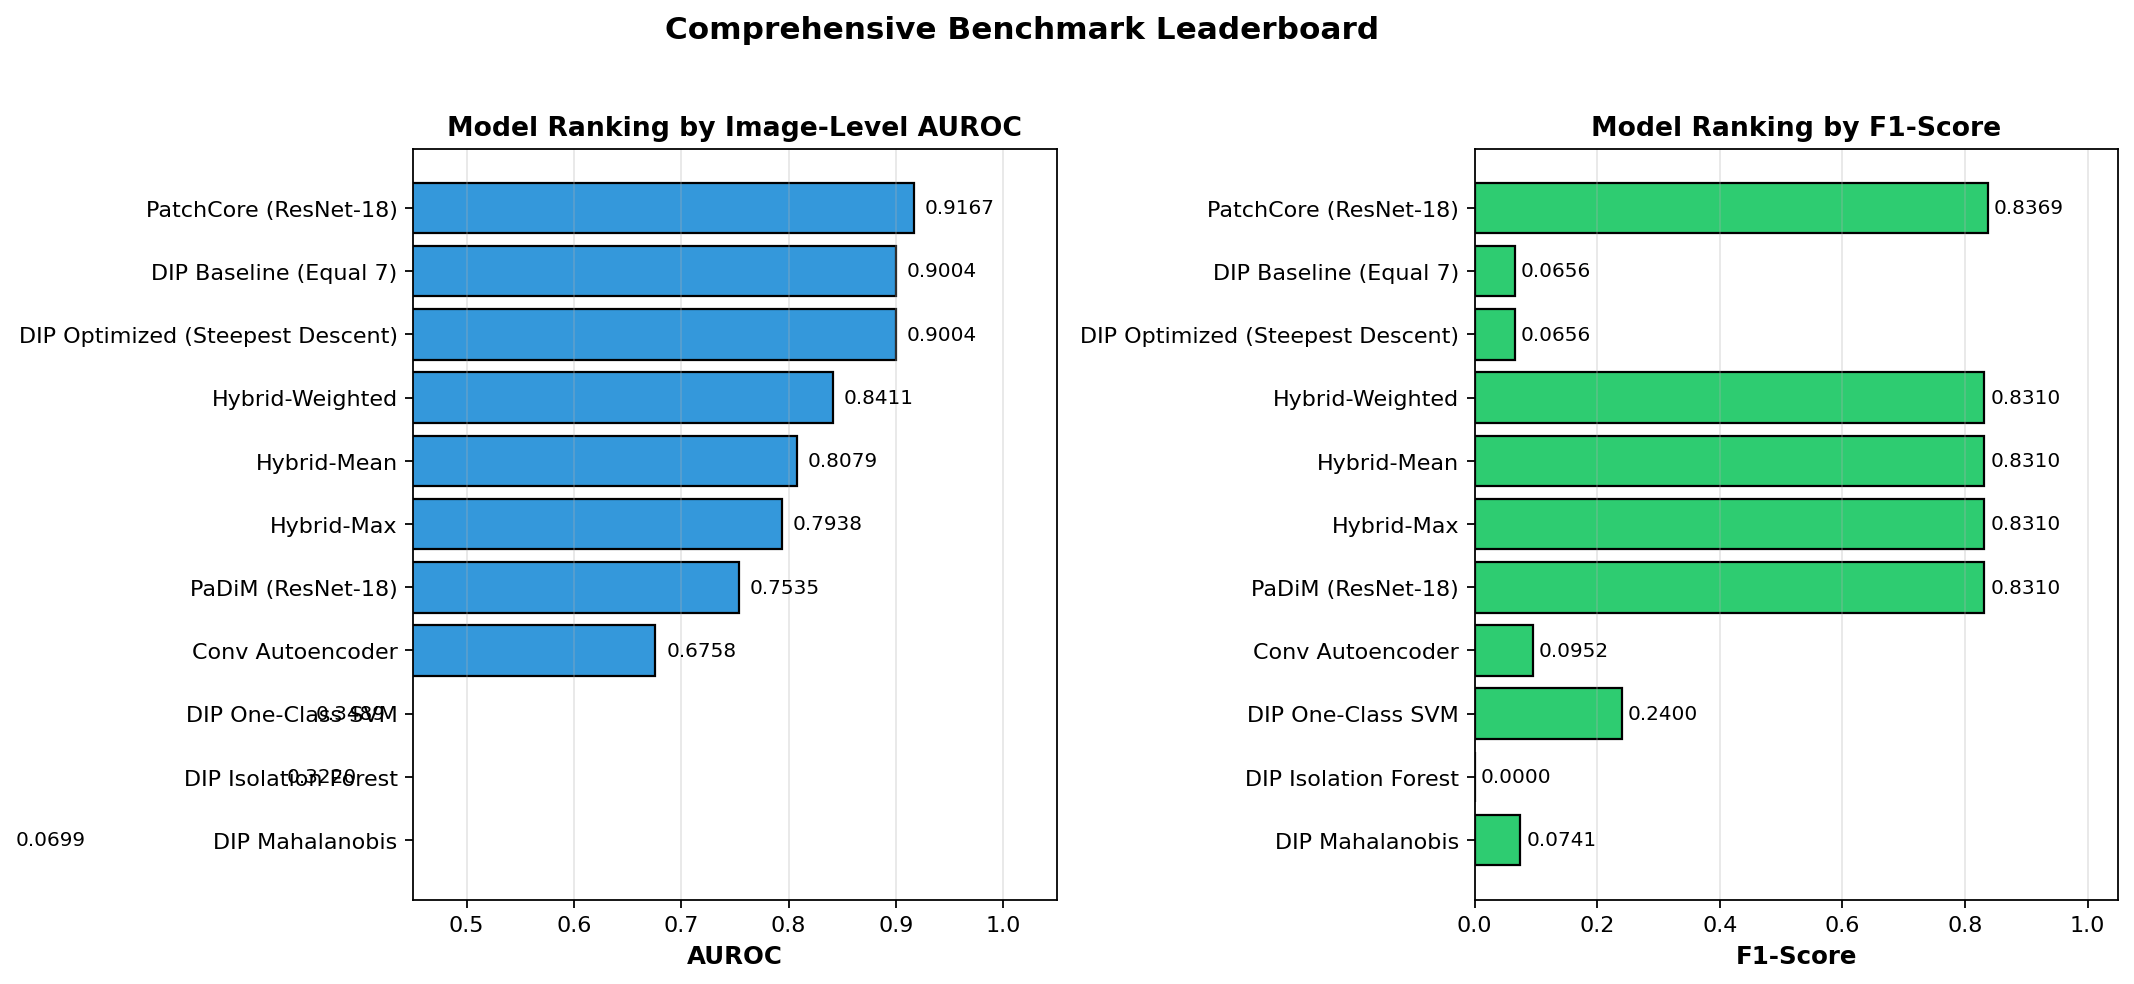 Comprehensive Benchmark Leaderboard
Model Ranking by Image-Level AUROC
PatchCore (ResNet-18) 0.9167
DIP Baseline (Equal 7) 0.9004
DIP Optimized (Steepest Descent) 0.9004
Hybrid-Weighted 0.8411
Hybrid-Mean 0.8079
Hybrid-Max 0.7938
PaDiM (ResNet-18) 0.7535
Conv Autoencoder 0.6758
DIP One-Class SVM
DIP Isolation Forest 0.3220
0.0699 DIP Mahalanobis
0.5 0.6 0.7 0.8 0.9 1.0
AUROC
Model Ranking by F1-Score
PatchCore (ResNet-18) 0.8369
DIP Baseline (Equal 7) 0.0656
DIP Optimized (Steepest Descent) 0.0656
Hybrid-Weighted 0.8310
Hybrid-Mean 0.8310
Hybrid-Max 0.8310
PaDiM (ResNet-18) 0.8310
Conv Autoencoder 0.0952
DIP One-Class SVM 0.2400
DIP Isolation Forest 0.0000
DIP Mahalanobis 0.0741
0.0 0.2 0.4 0.6 0.8 1.0
F1-Score